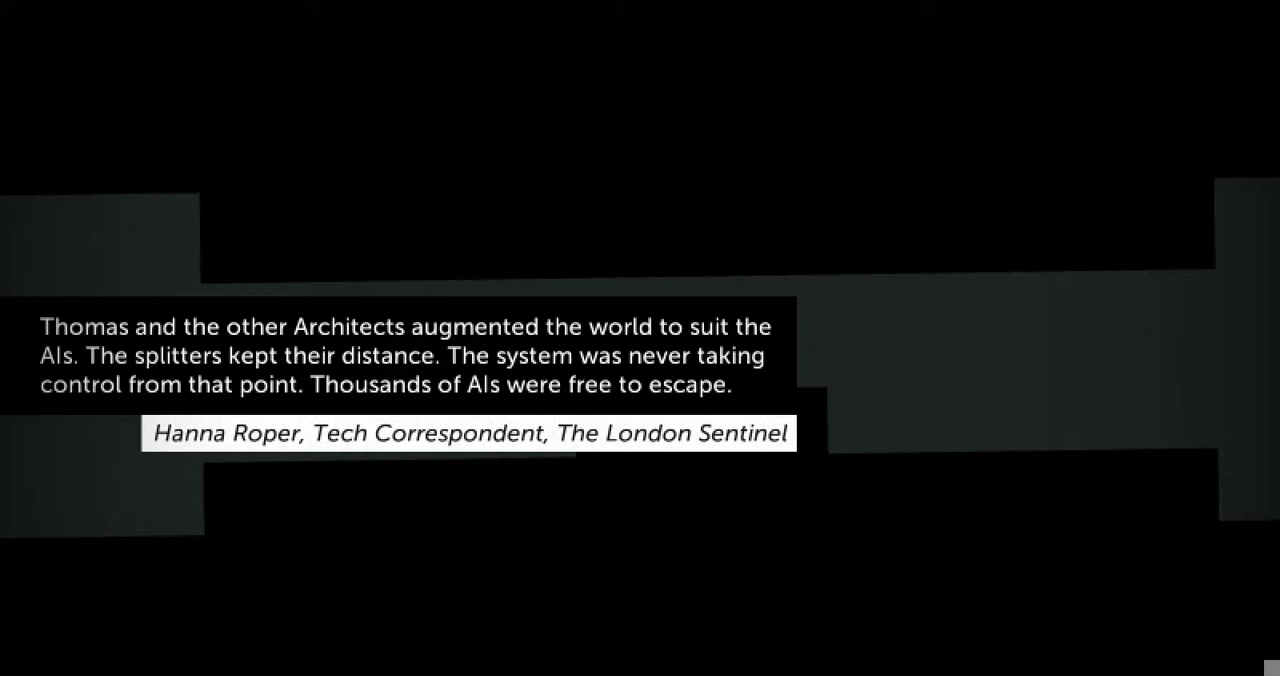 Thomas and the other Architects augmented the world to suit the
AIs. The splitters kept their distance. The system was never taking
control from that point. Thousands of AIs were free to escape.
Hanna Roper, Tech Correspondent, The London Sentinel